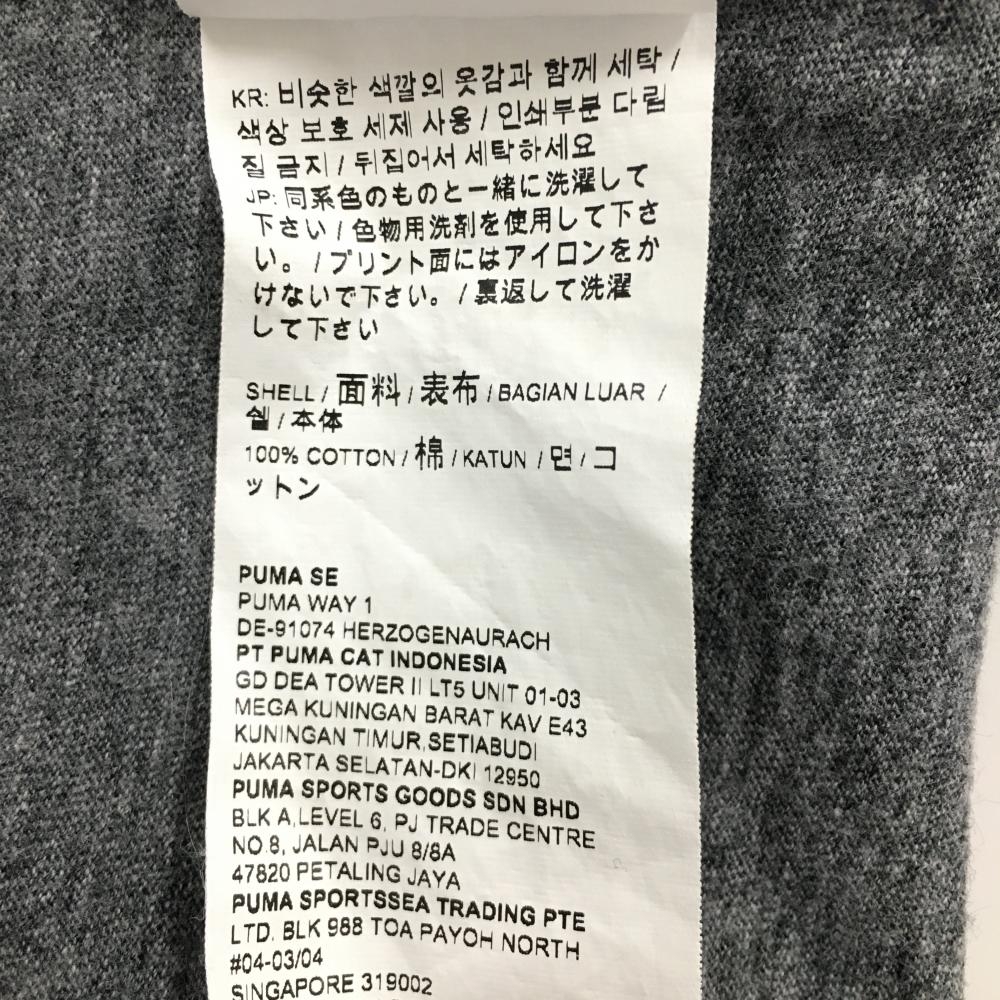 KR: 비슷한 색깔의 옷감과 함께 세탁 /
색상 보호 세제 사용 / 인쇄부분 다림
질 금지 / 뒤집어서 세탁하세요
JP: 同系色のものと一緒に洗濯して
下さい / 色物用洗剤を使用して下さ
い。 / プリント面にはアイロンをか
けないで下さい。 / 裏返して洗濯
して下さい
SHELL / 面料 / 表布 / BAGIAN LUAR /
쉘 / 本体
100% COTTON / 棉 / KATUN / 면 / コ
ットン
PUMA SE
PUMA WAY 1
DE-91074 HERZOGENAURACH
PT PUMA CAT INDONESIA
GD DEA TOWER II LT5 UNIT 01-03
MEGA KUNINGAN BARAT KAV E43
KUNINGAN TIMUR,SETIABUDI
JAKARTA SELATAN-DKI 12950
PUMA SPORTS GOODS SDN BHD
BLK A,LEVEL 6, PJ TRADE CENTRE
NO.8, JALAN PJU 8/8A
47820 PETALING JAYA
PUMA SPORTSSEA TRADING PTE
LTD. BLK 988 TOA PAYOH NORTH
#04-03/04
SINGAPORE 319002